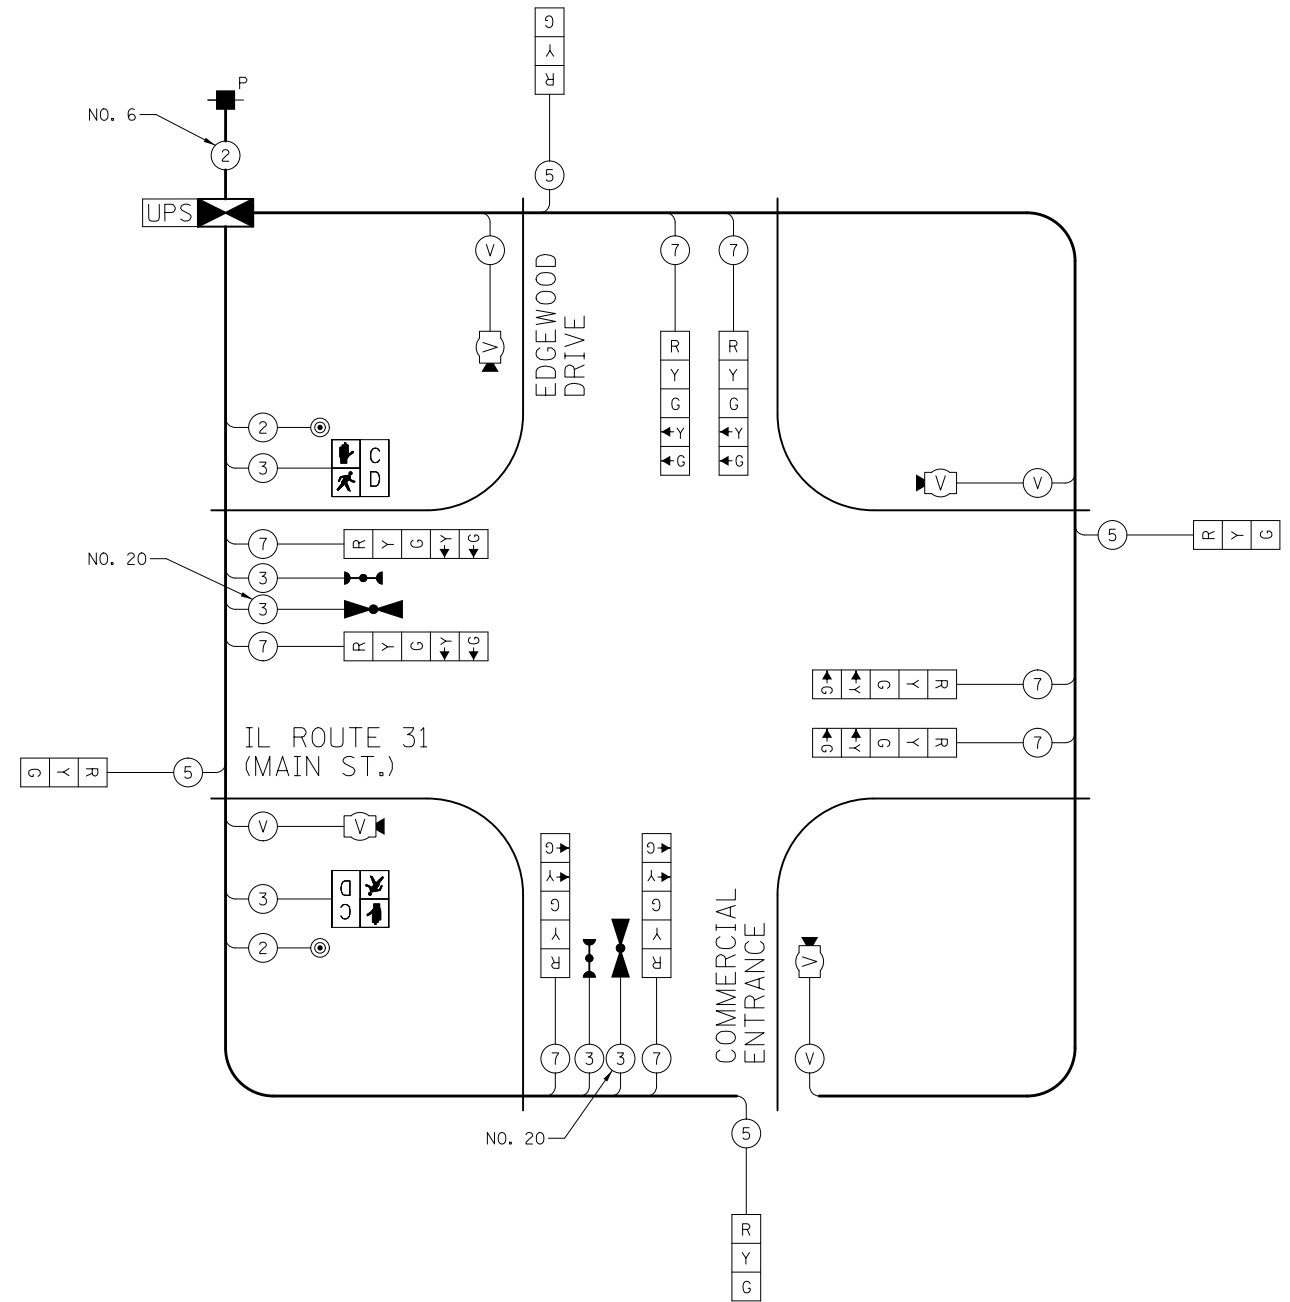 G
Y
R
P
NO. 6
2
5
UPS
V
7
7
V
EDGEWOOD
DRIVE
R
Y
G
Y
G
R
Y
G
Y
G
2
3
C
D
V
V
5
R Y G
7
R Y G Y G
NO. 20
3
3
7
R Y G Y G
G Y G Y R
7
G Y G Y R
7
IL ROUTE 31
(MAIN ST.)
G Y R
5
V
V
3
D
C
2
G
Y
G
Y
R
G
Y
G
Y
R
COMMERCIAL
ENTRANCE
V
7
3
3
7
V
NO. 20
5
R
Y
G